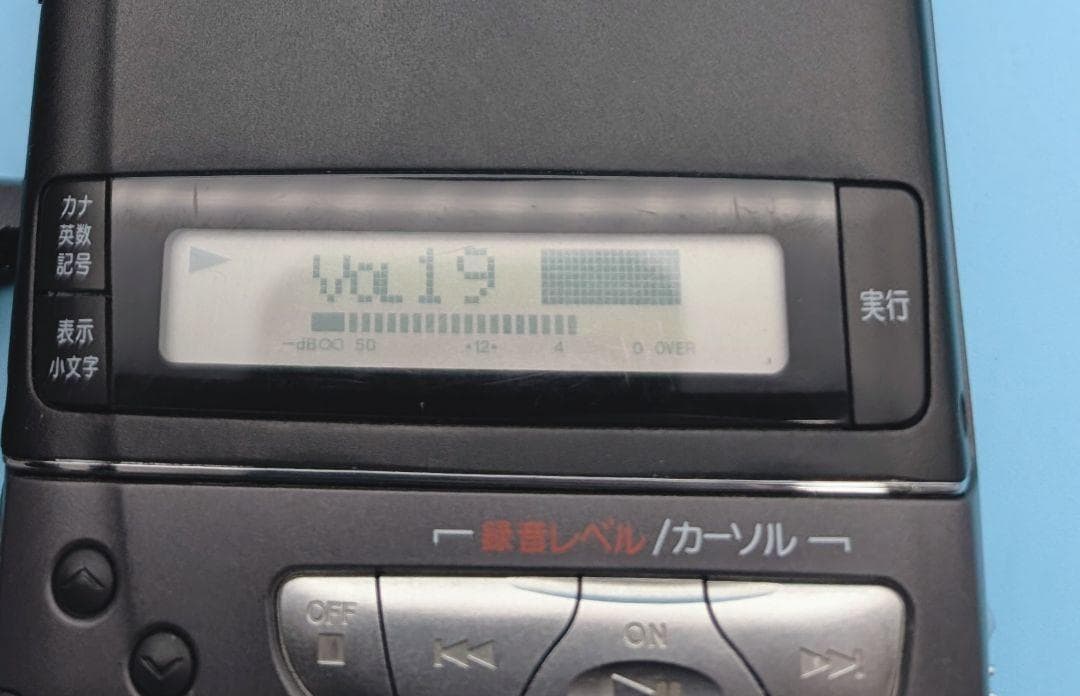 カナ
英数
記号
表示
小文字
VOL 19
-dB∞ 50 •12• 4 0 OVER
実行
録音レベル/カーソル
OFF
ON